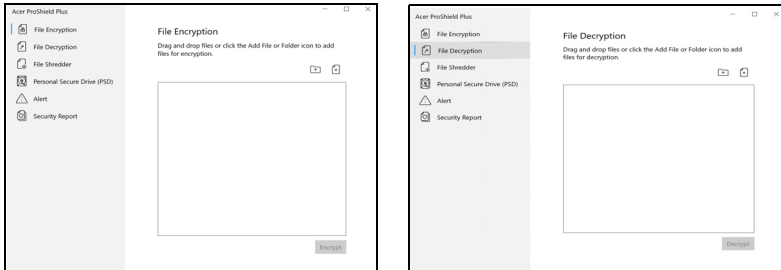 Acer ProShield Plus
File Encryption
File Decryption
File Shredder
Personal Secure Drive (PSD)
Alert
Security Report
File Encryption
Drag and drop files or click the Add File or Folder icon to add
files for encryption.
Encrypt
Acer ProShield Plus
File Encryption
File Decryption
File Shredder
Personal Secure Drive (PSD)
Alert
Security Report
File Decryption
Drag and drop files or click the Add File or Folder icon to add
files for decryption.
Decrypt